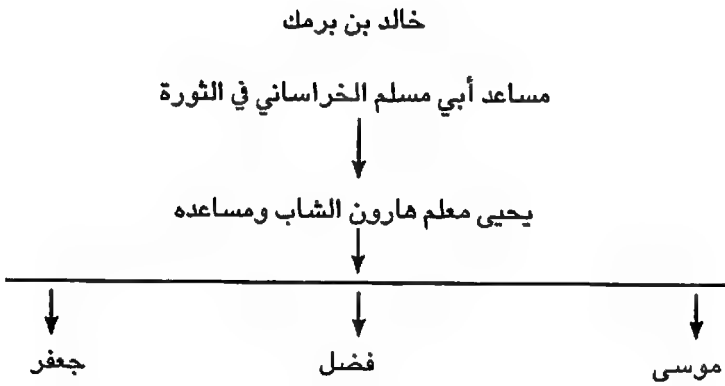 خالد بن برمك
مساعد أبي مسلم الخراساني في الثورة
يحيى معلم هارون الشاب ومساعده
موسى فضل جعفر